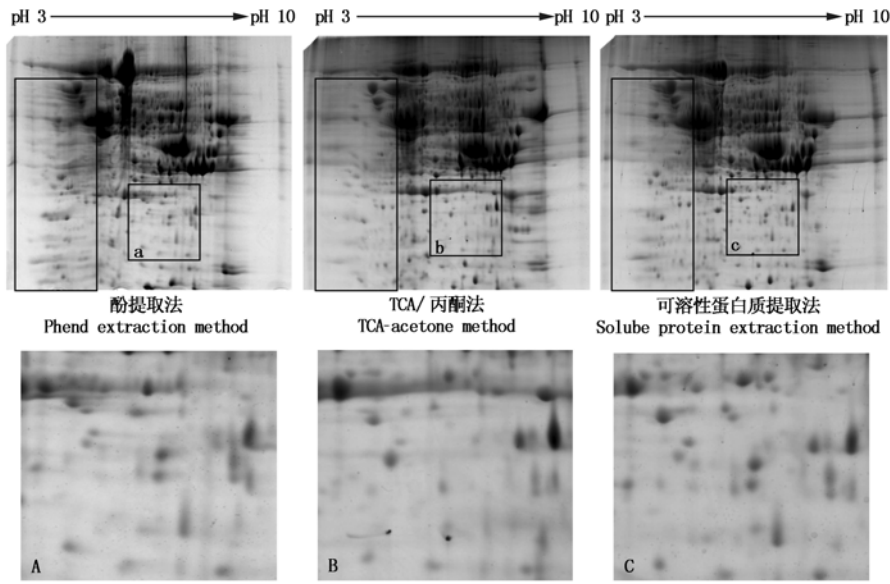 pH 3 pH 10 pH 3 pH 10 pH 3 pH 10
a b c
酚提取法 TCA/丙酮法 可溶性蛋白质提取法
Phend extraction method TCA-acetone method Solube protein extraction method
A B C